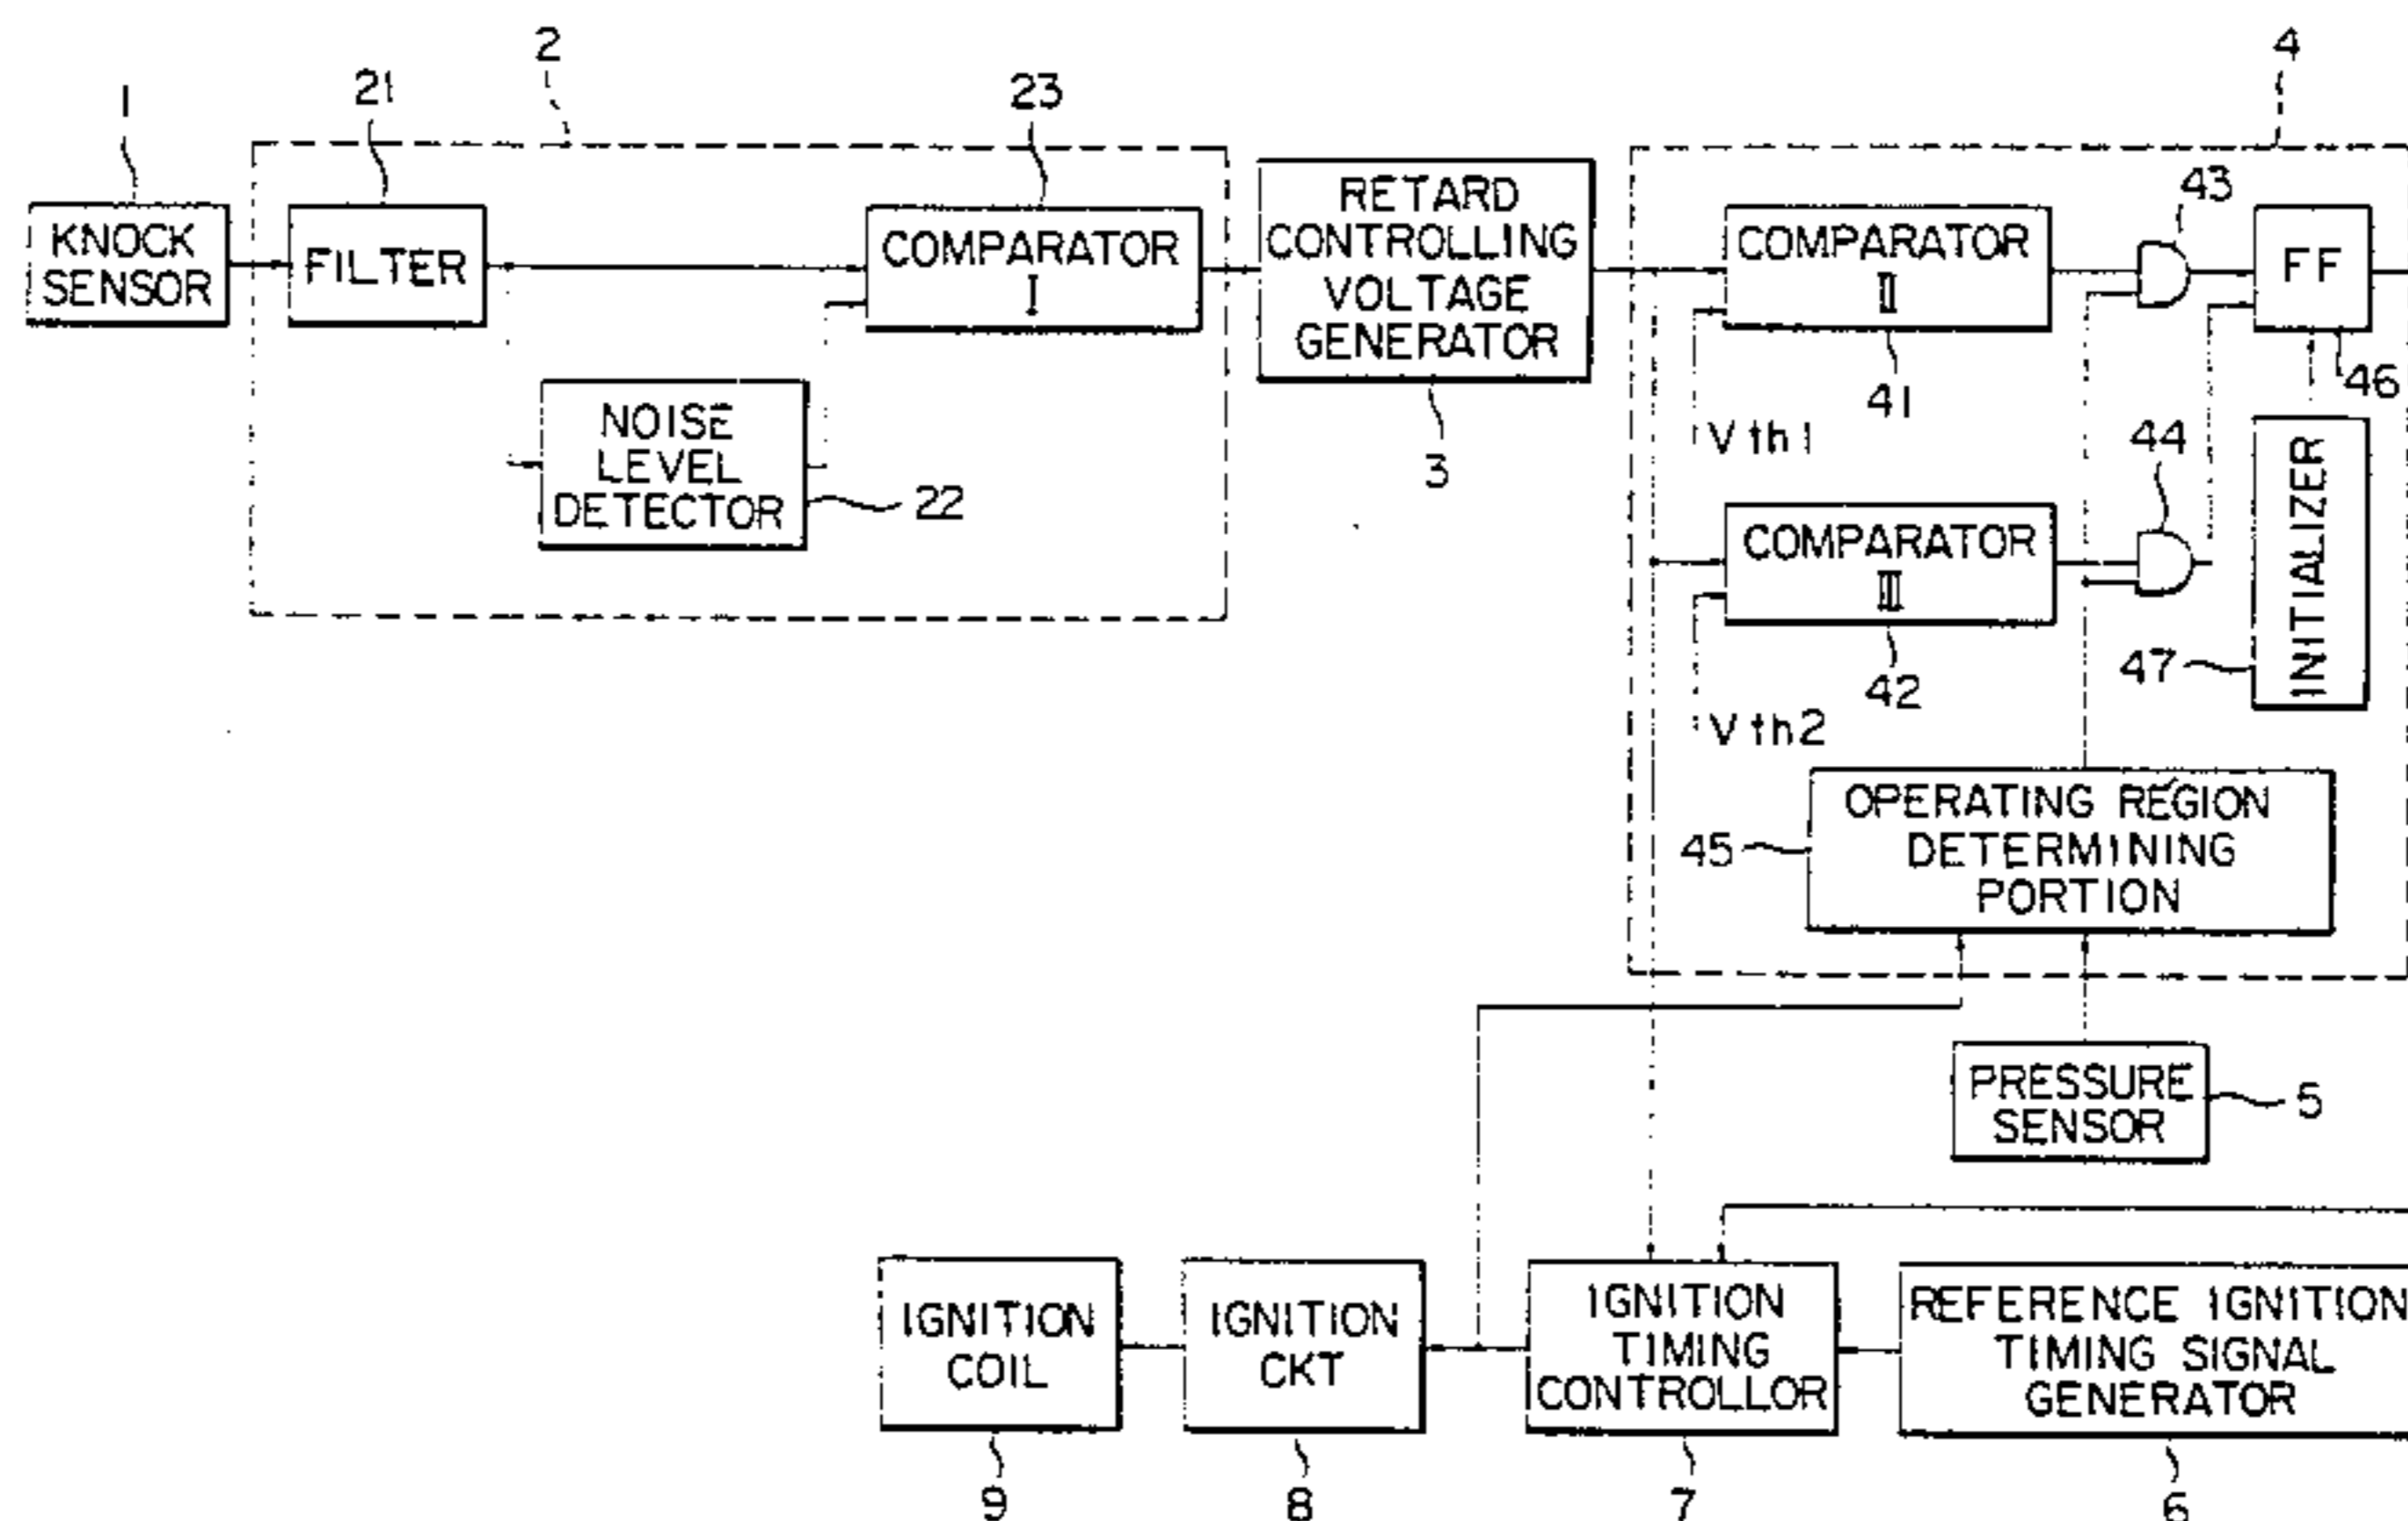 1
KNOCK
SENSOR
2
21
FILTER
23
COMPARATOR
I
NOISE
LEVEL
DETECTOR
22
RETARD
CONTROLLING
VOLTAGE
GENERATOR
3
4
COMPARATOR
II
41
Vth1
43
FF
46
COMPARATOR
III
42
Vth2
44
INITIALIZER
47
OPERATING REGION
DETERMINING
PORTION
45
PRESSURE
SENSOR
5
IGNITION
COIL
9
IGNITION
CKT
8
IGNITION
TIMING
CONTROLLOR
7
REFERENCE IGNITION
TIMING SIGNAL
GENERATOR
6